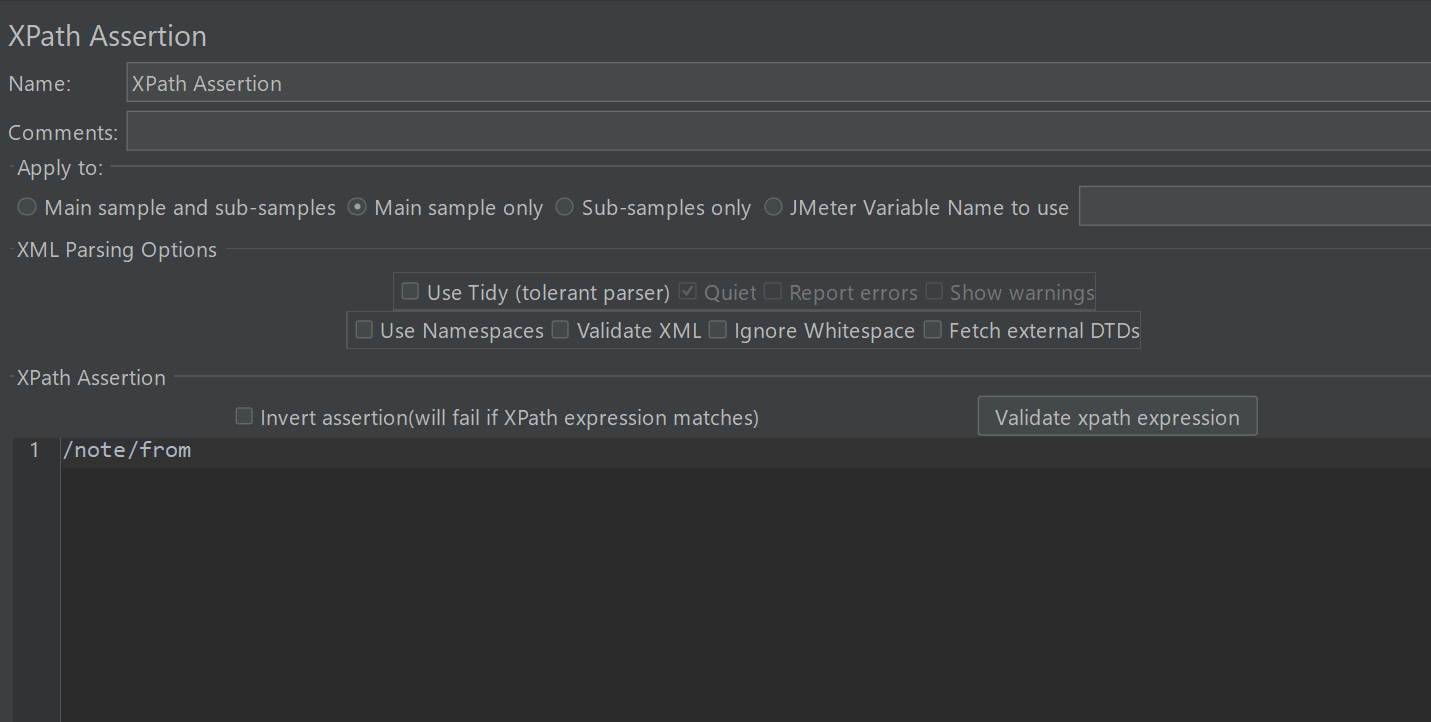 XPath Assertion
Name: XPath Assertion
Comments:
Apply to:
Main sample and sub-samples Main sample only Sub-samples only JMeter Variable Name to use
XML Parsing Options
Use Tidy (tolerant parser) Quiet Report errors Show warnings
Use Namespaces Validate XML Ignore Whitespace Fetch external DTDs
XPath Assertion
Invert assertion(will fail if XPath expression matches) Validate xpath expression
1 /note/from